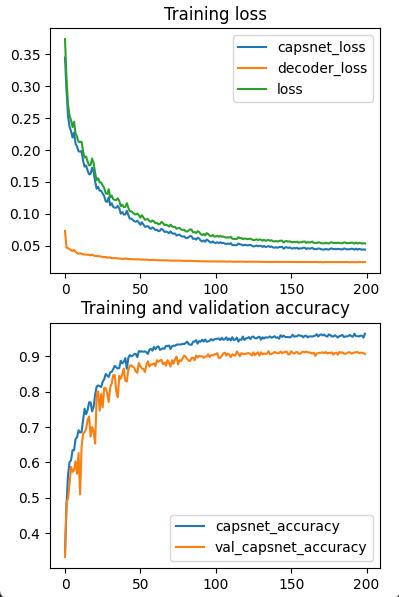 Training loss
capsnet_loss
decoder_loss
loss
0.35
0.30
0.25
0.20
0.15
0.10
0.05
0 50 100 150 200
Training and validation accuracy
0.9
0.8
0.7
0.6
0.5
0.4
capsnet_accuracy
val_capsnet_accuracy
0 50 100 150 200